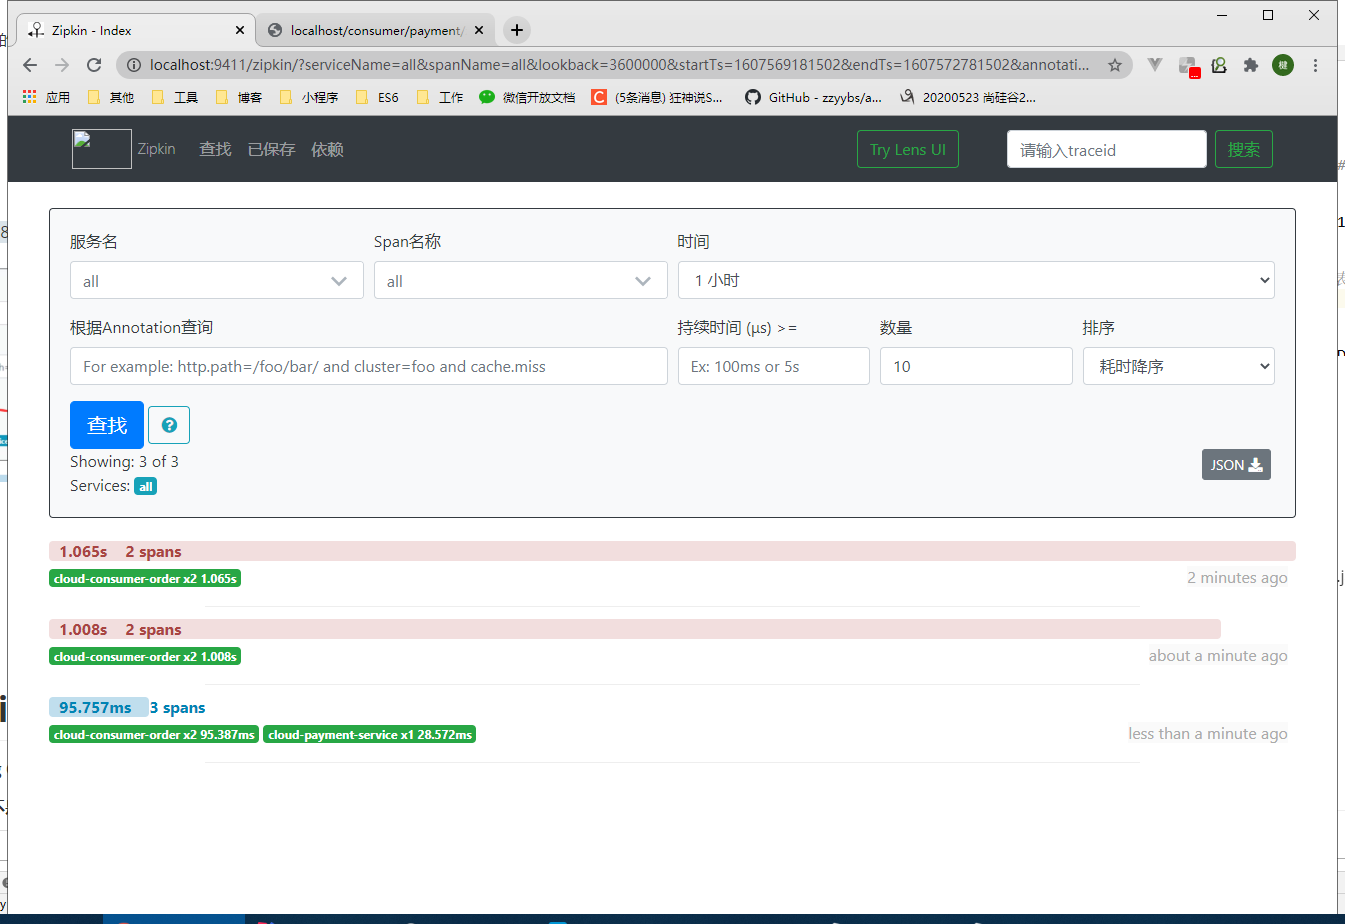 Zipkin - Index
localhost/consumer/payment/
localhost:9411/zipkin/?serviceName=all&spanName=all&lookback=3600000&startTs=1607569181502&endTs=1607572781502&annotati...
应用 其他 工具 博客 小程序 ES6 工作 微信开放文档 (5条消息) 狂神说S... GitHub - zzyybs/a... 20200523 尚硅谷2...
Zipkin 查找 已保存 依赖 Try Lens UI 请输入traceid 搜索
服务名 Span名称 时间
all all 1 小时
根据Annotation查询 持续时间 (μs) >= 数量 排序
For example: http.path=/foo/bar/ and cluster=foo and cache.miss Ex: 100ms or 5s 10 耗时降序
查找
Showing: 3 of 3
JSON
Services: all
1.065s 2 spans
cloud-consumer-order x2 1.065s 2 minutes ago
1.008s 2 spans
cloud-consumer-order x2 1.008s about a minute ago
95.757ms 3 spans
cloud-consumer-order x2 95.387ms cloud-payment-service x1 28.572ms less than a minute ago